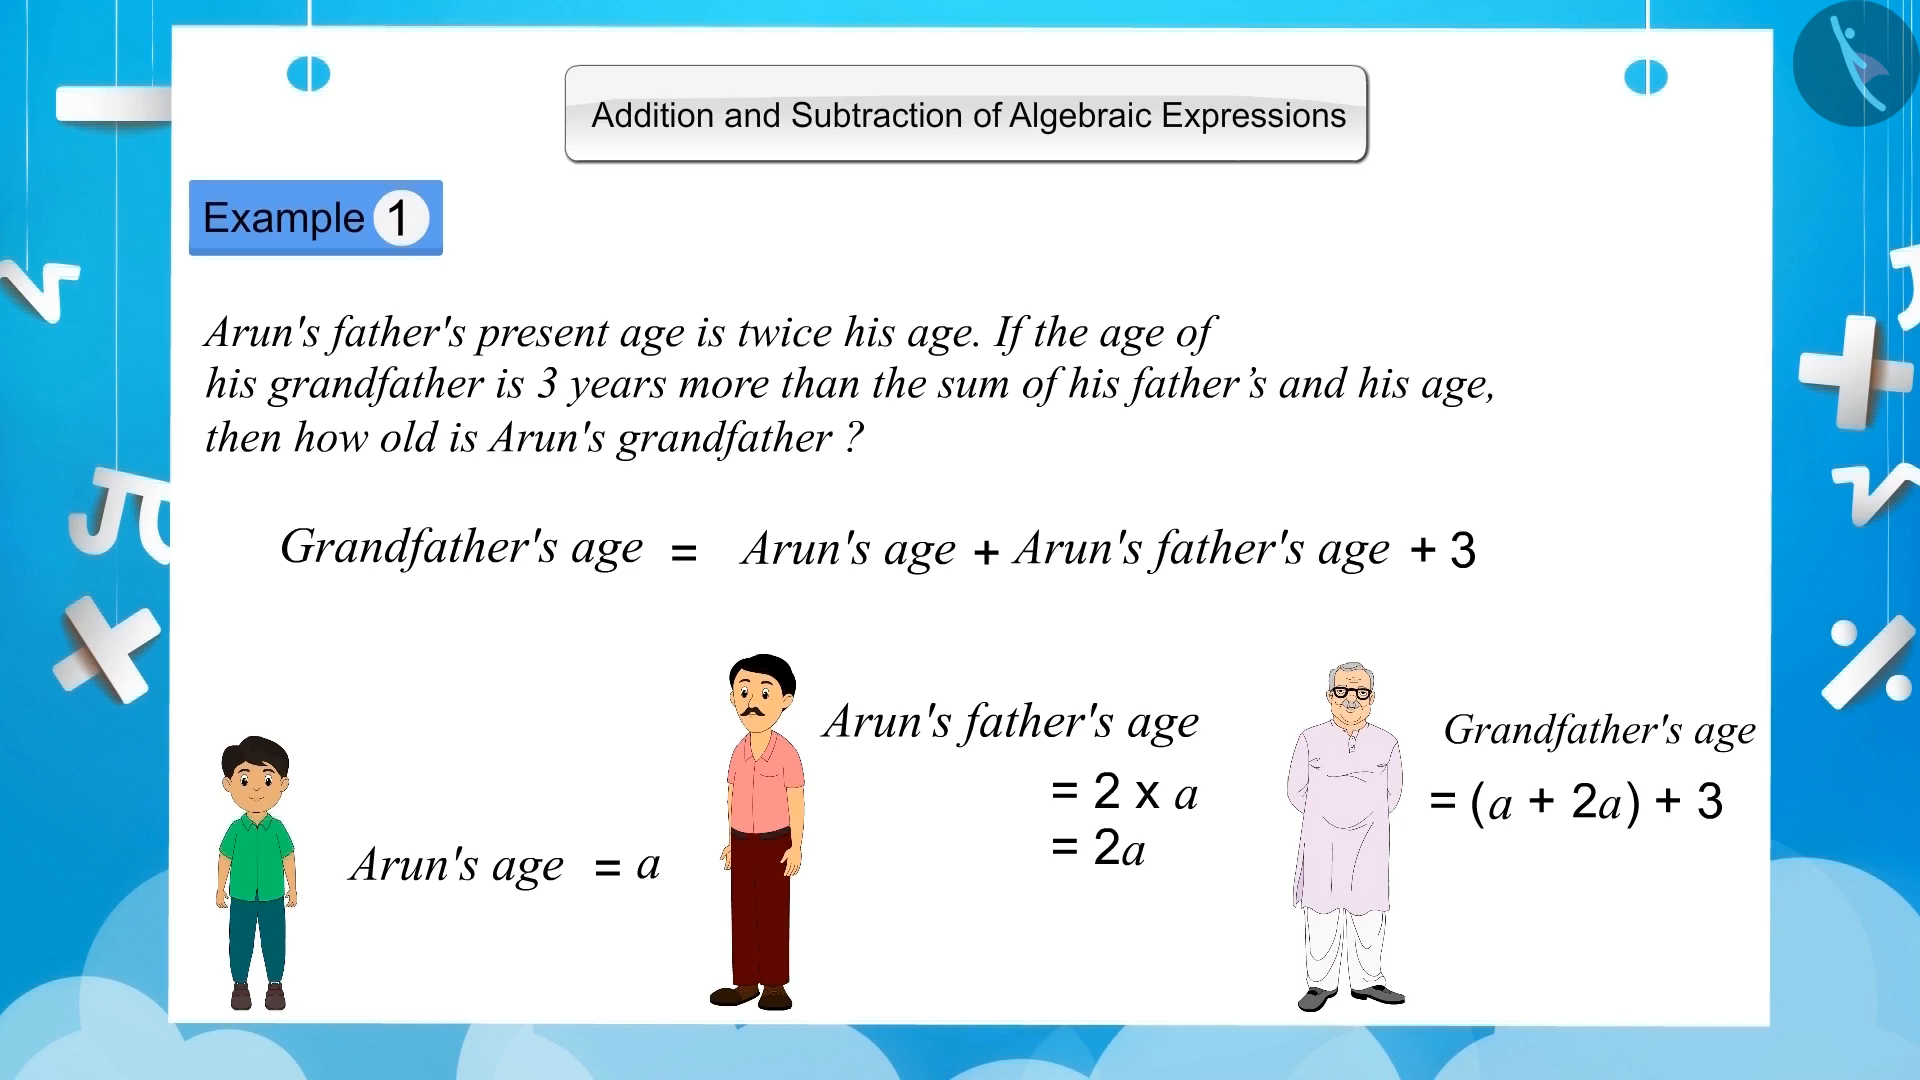 Addition and Subtraction of Algebraic Expressions
Example 1
Arun's father's present age is twice his age. If the age of
his grandfather is 3 years more than the sum of his father’s and his age,
then how old is Arun's grandfather ?
Grandfather's age = Arun's age + Arun's father's age + 3
Arun's age = a
Arun's father's age
= 2 x a
= 2a
Grandfather's age
= (a + 2a) + 3